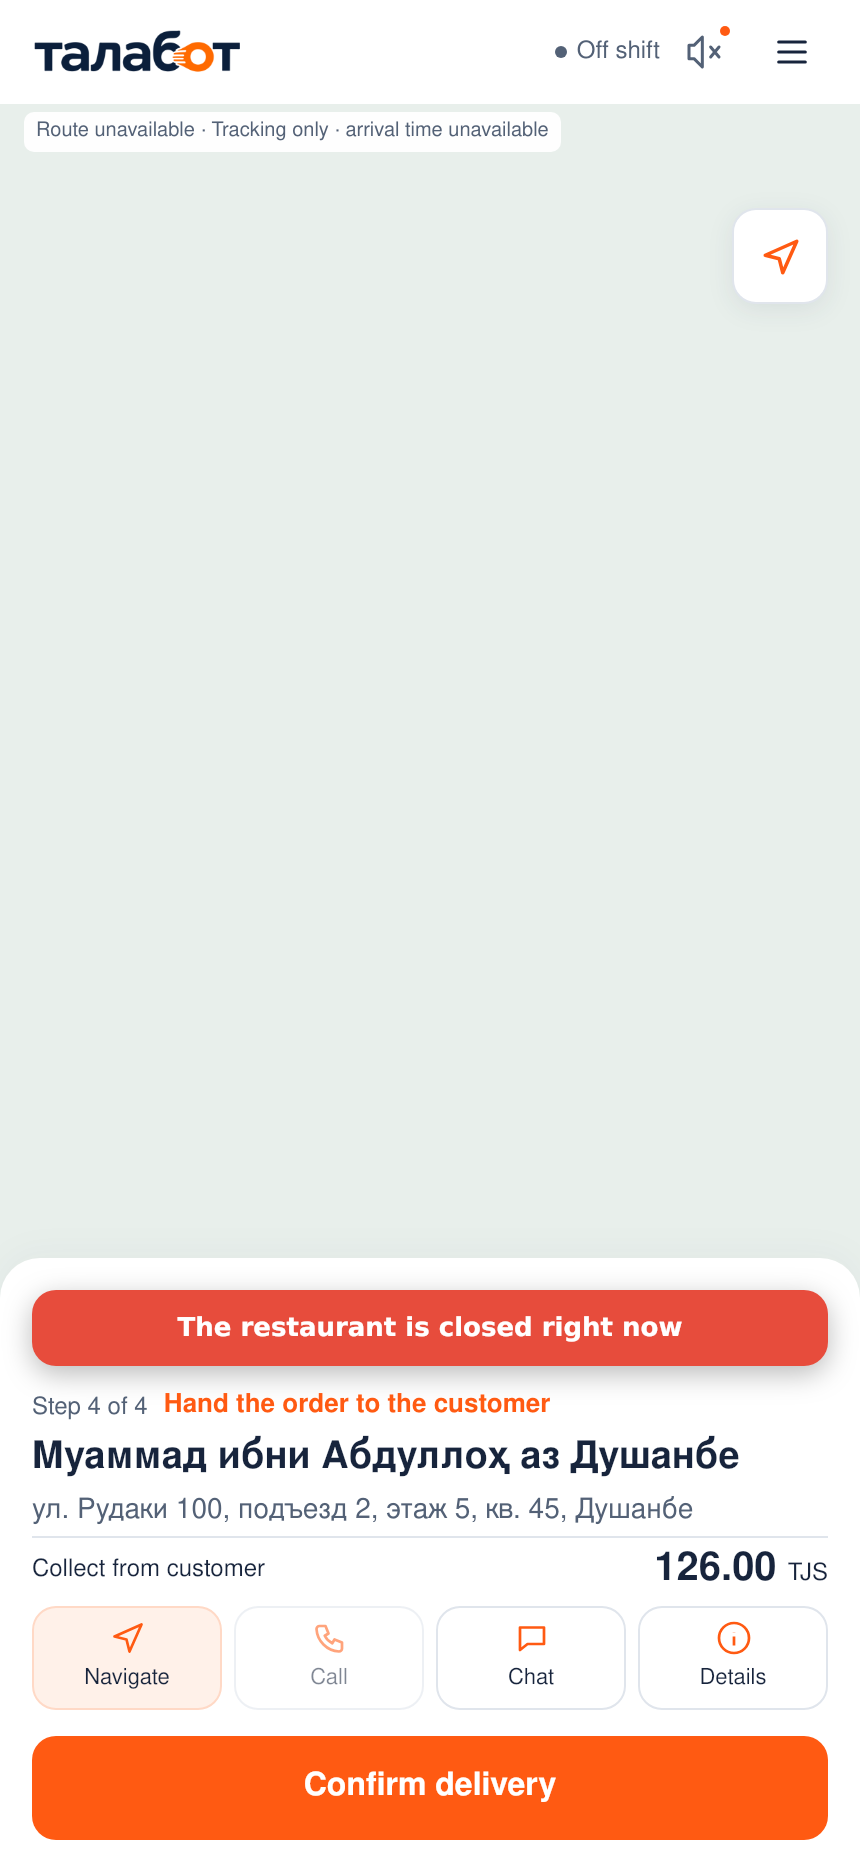 талабот
Off shift
Route unavailable · Tracking only · arrival time unavailable
The restaurant is closed right now
Step 4 of 4 Hand the order to the customer
Муаммад ибни Абдуллоҳ аз Душанбе
ул. Рудаки 100, подъезд 2, этаж 5, кв. 45, Душанбе
Collect from customer 126.00 TJS
Navigate Call Chat Details
Confirm delivery